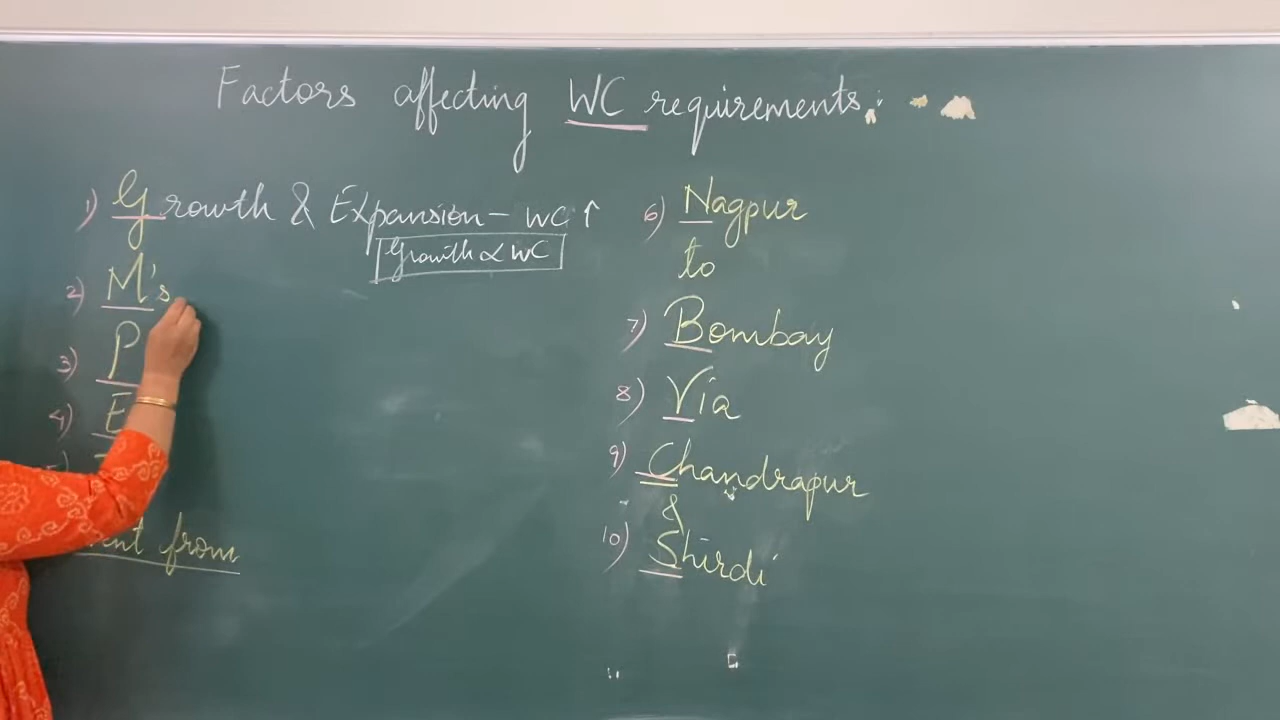 Factors affecting WC requirements:
1) Growth & Expansion - WC ↑
Growth ∝ WC
2) M's
3) P
4) E
5)
from
6) Nagpur
to
7) Bombay
8) Via
9) Chandrapur
&
10) Shirdi